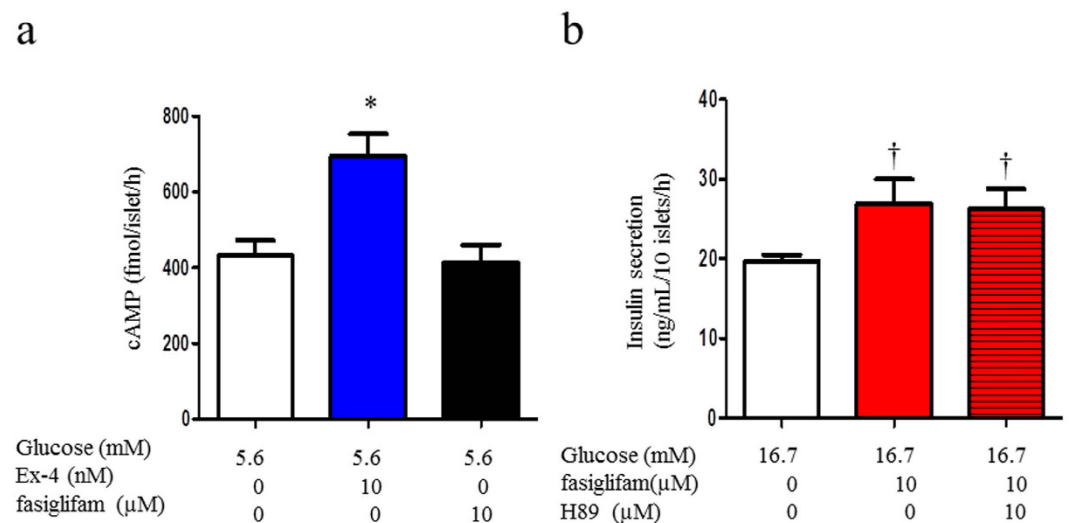 a
cAMP (fmol/islet/h)
800
600
400
200
0
*
Glucose (mM) 5.6 5.6 5.6
Ex-4 (nM) 0 10 0
fasiglifam (µM) 0 0 10
b
Insulin secretion
(ng/mL/10 islets/h)
40
30
20
10
0
† †
Glucose (mM) 16.7 16.7 16.7
fasiglifam(µM) 0 10 10
H89 (µM) 0 0 10